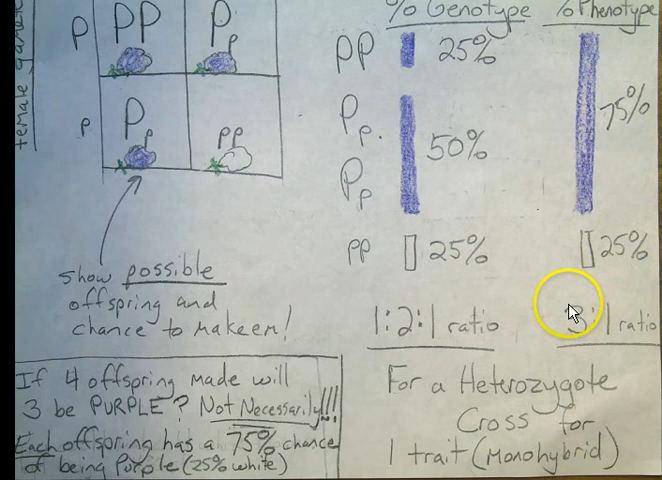 female
P
PP
Pp
p
Pp
pp
show possible
offspring and
chance to make em!
% Genotype
% Phenotype
PP
25%
Pp
Pp
50%
pp
25%
75%
25%
1:2:1 ratio
3:1 ratio
If 4 offspring made will
3 be PURPLE? Not Necessarily!!!
Each offspring has a 75% chance
of being Purple (25% white)
For a Heterozygote
Cross for
1 trait (Monohybrid)